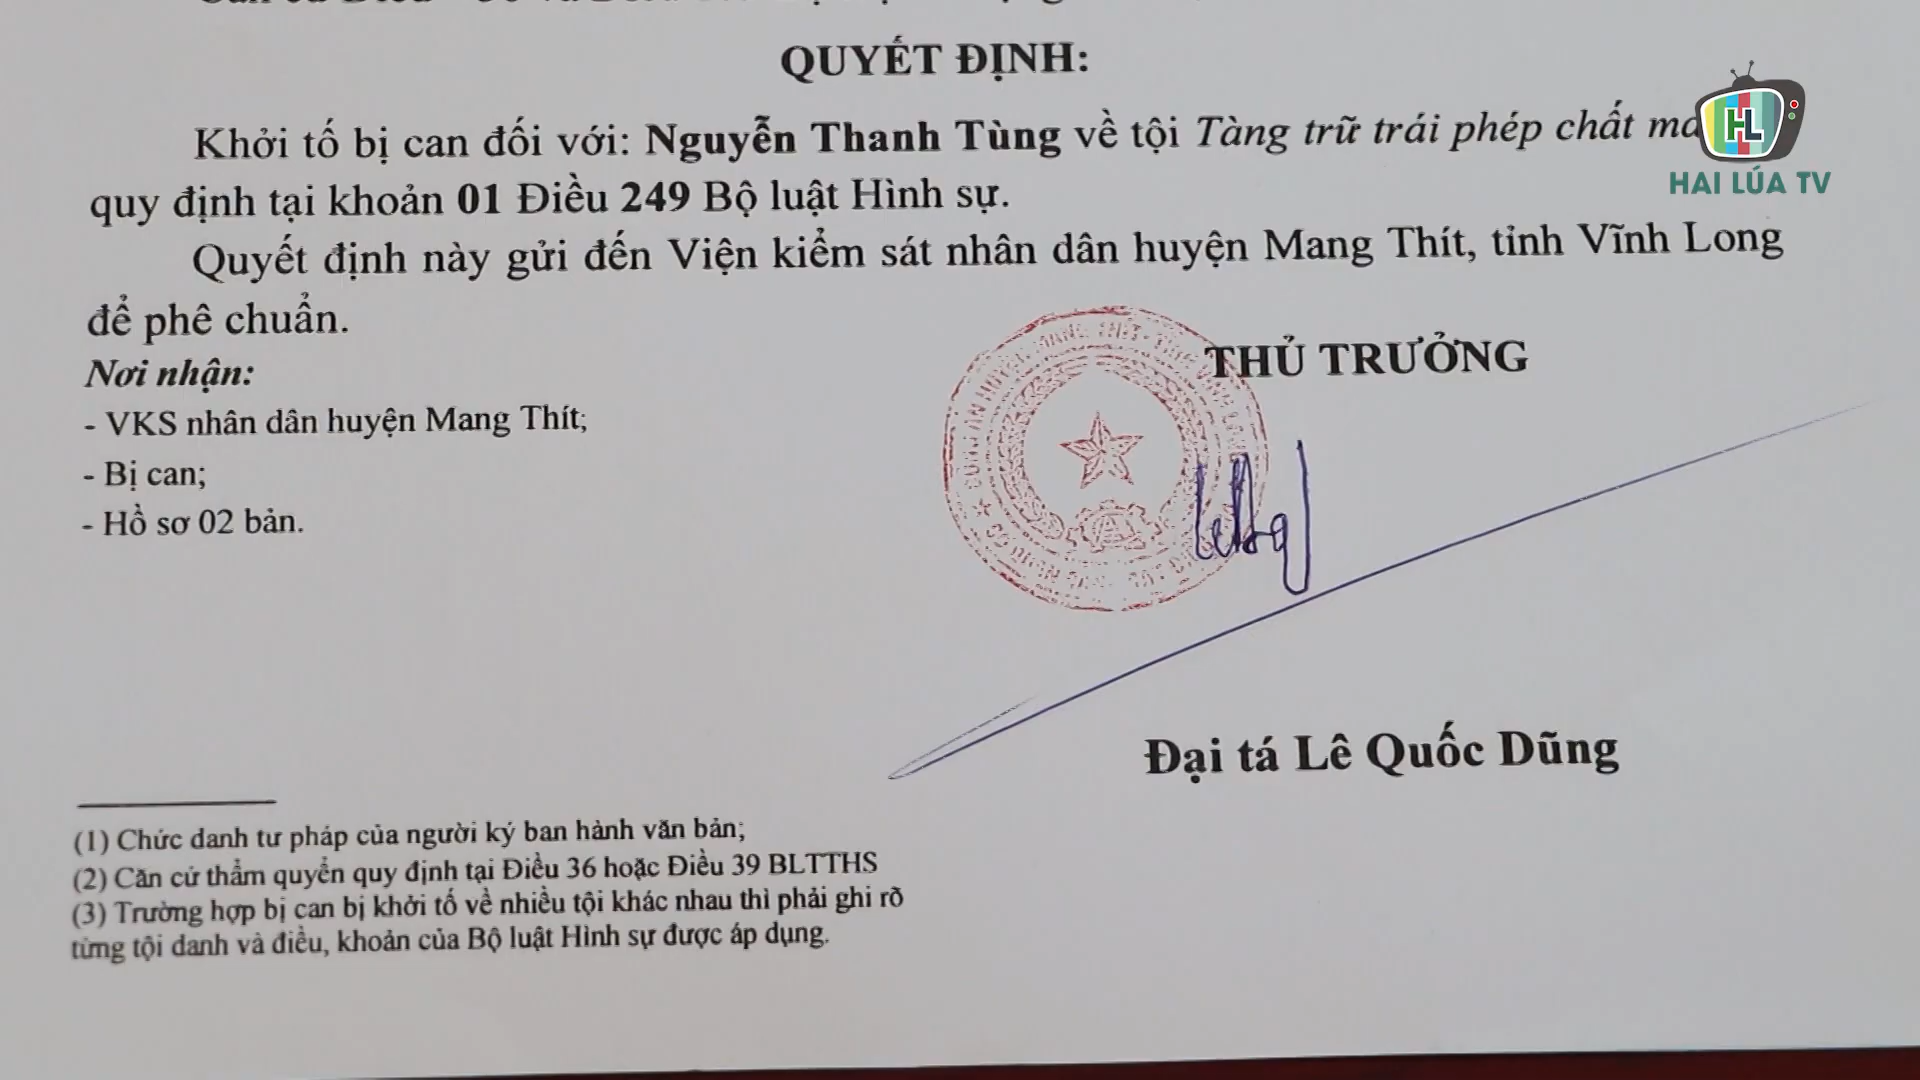 QUYẾT ĐỊNH:
Khởi tố bị can đối với: Nguyễn Thanh Tùng về tội Tàng trữ trái phép chất
quy định tại khoản 01 Điều 249 Bộ luật Hình sự.
Quyết định này gửi đến Viện kiểm sát nhân dân huyện Mang Thít, tỉnh Vĩnh Long
để phê chuẩn.
Nơi nhận:
- VKS nhân dân huyện Mang Thít;
- Bị can;
- Hồ sơ 02 bản.
THỦ TRƯỞNG
Đại tá Lê Quốc Dũng
(1) Chức danh tư pháp của người ký ban hành văn bản;
(2) Căn cứ thẩm quyền quy định tại Điều 36 hoặc Điều 39 BLTTHS
(3) Trường hợp bị can bị khởi tố về nhiều tội khác nhau thì phải ghi rõ
từng tội danh và điều, khoản của Bộ luật Hình sự được áp dụng.
HL
HAI LÚA TV